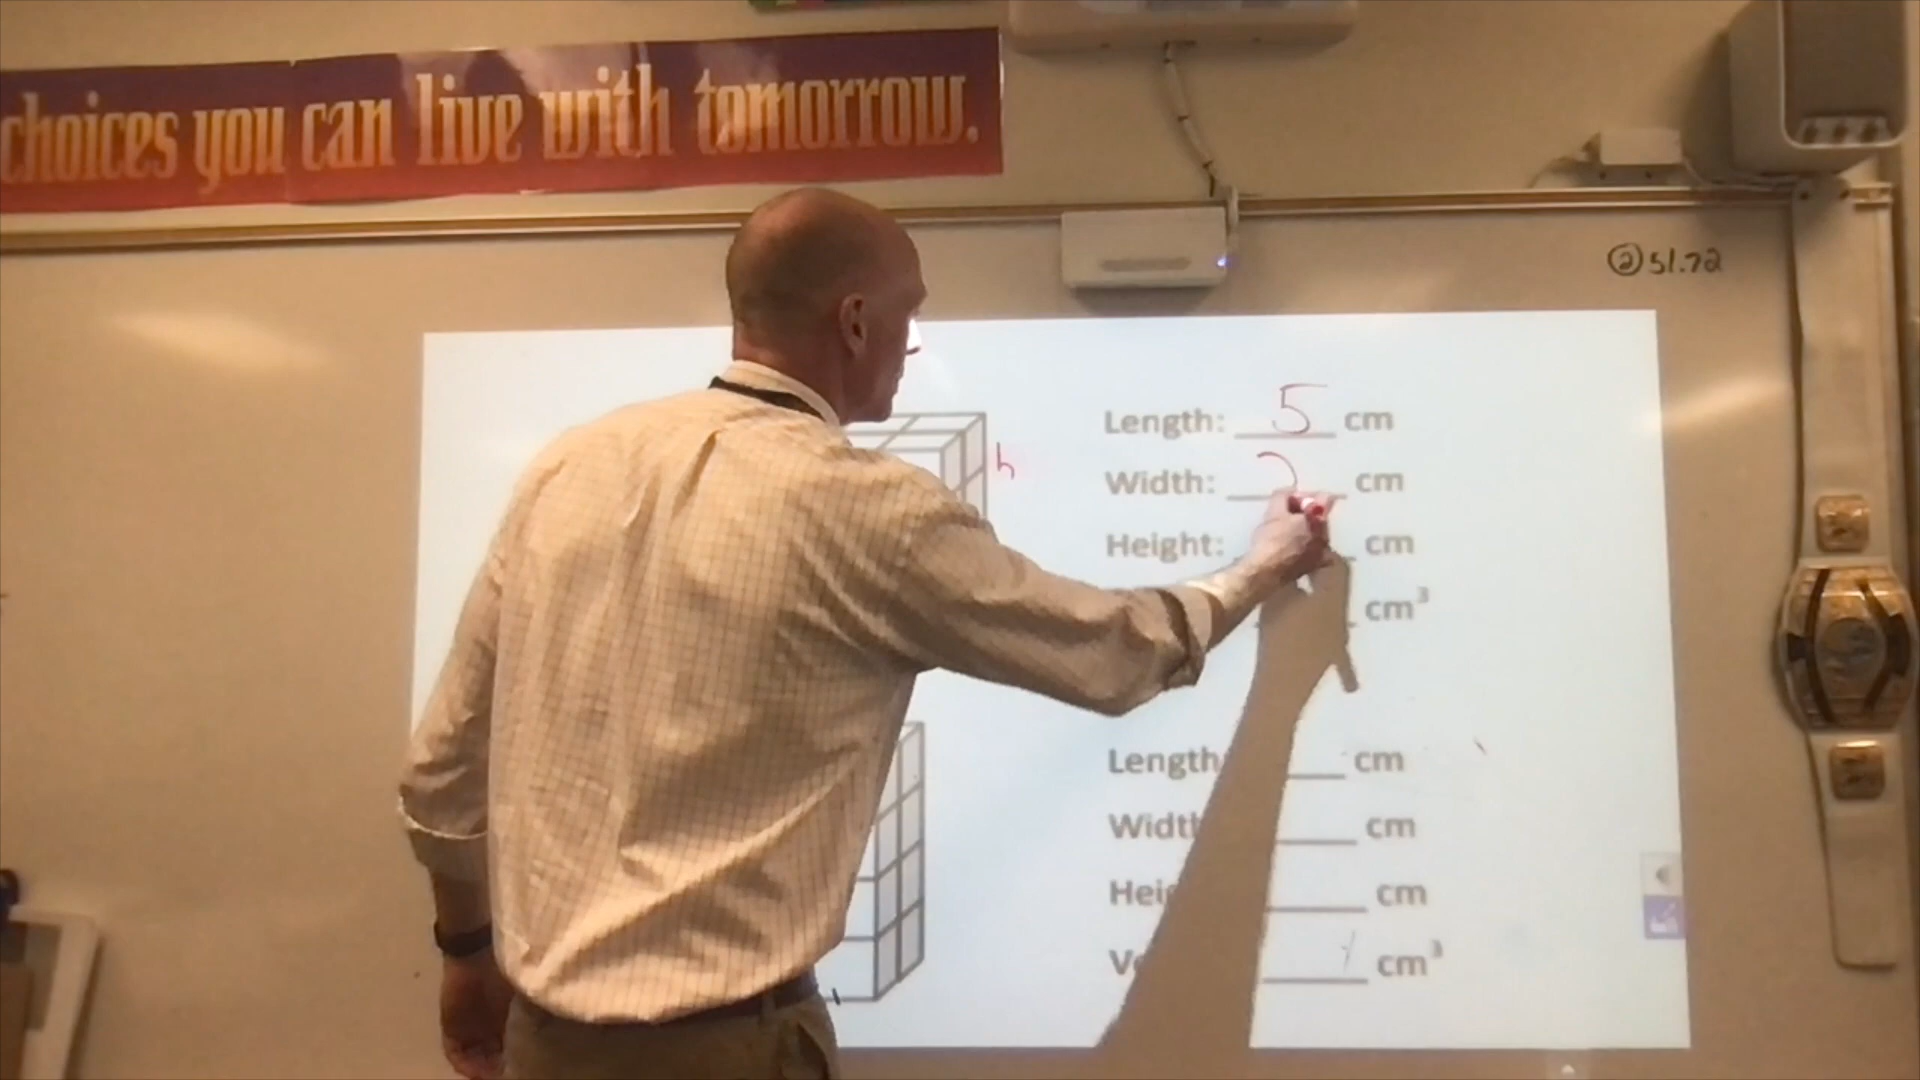 choices you can live with tomorrow.
② 51.72
h
Length: 5 cm
Width: cm
Height: cm
cm³
Length cm
Widt cm
Hei cm
V cm³